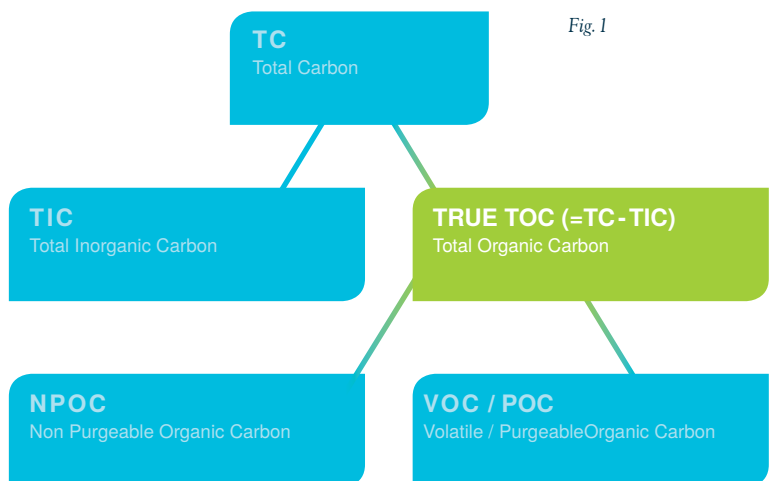 Fig. 1
TC
Total Carbon
TIC
Total Inorganic Carbon
TRUE TOC (=TC-TIC)
Total Organic Carbon
NPOC
Non Purgeable Organic Carbon
VOC / POC
Volatile / PurgeableOrganic Carbon